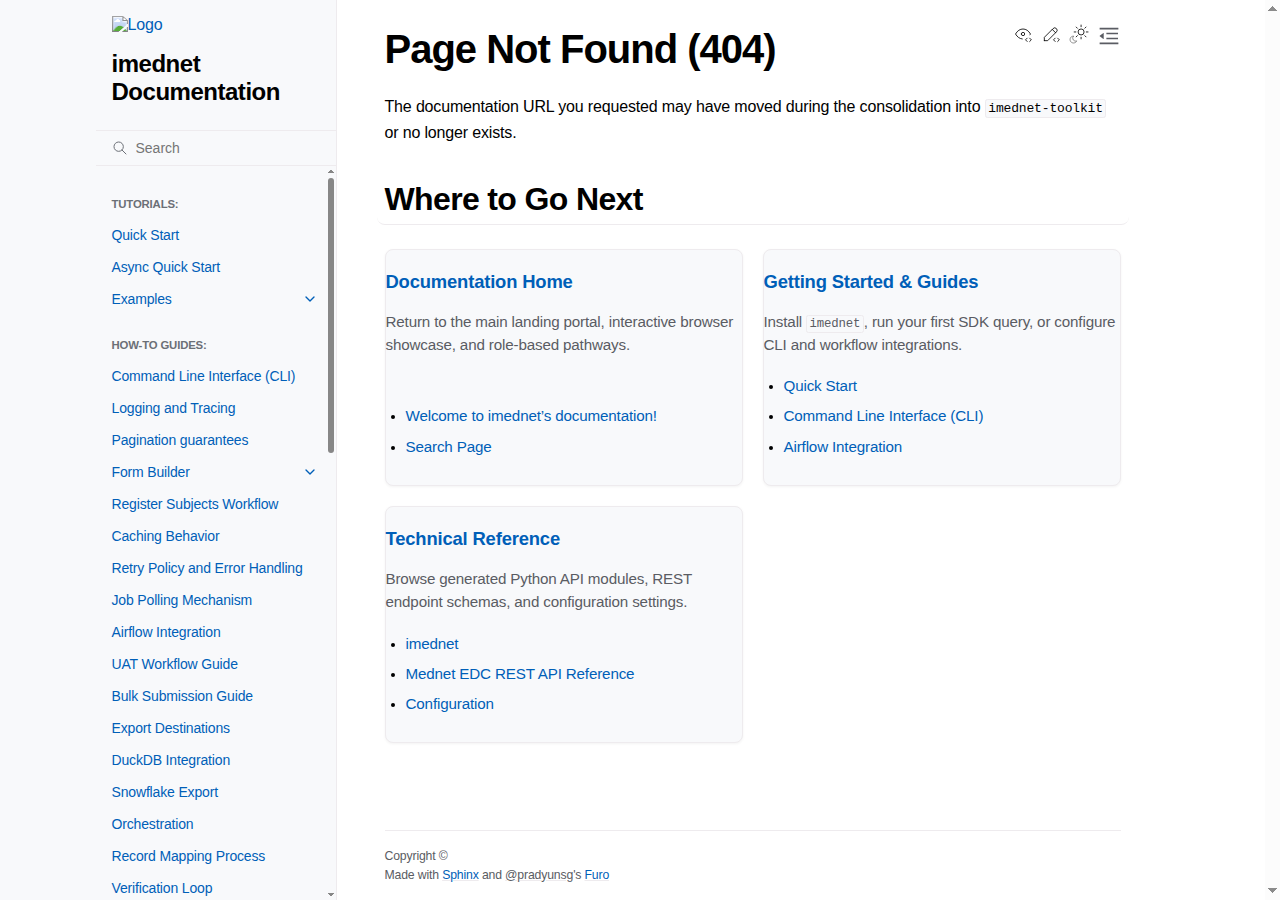 Logo
imednet
Documentation
Search
TUTORIALS:
Quick Start
Async Quick Start
Examples
HOW-TO GUIDES:
Command Line Interface (CLI)
Logging and Tracing
Pagination guarantees
Form Builder
Register Subjects Workflow
Caching Behavior
Retry Policy and Error Handling
Job Polling Mechanism
Airflow Integration
UAT Workflow Guide
Bulk Submission Guide
Export Destinations
DuckDB Integration
Snowflake Export
Orchestration
Record Mapping Process
Verification Loop
Page Not Found (404)
The documentation URL you requested may have moved during the consolidation into imednet-toolkit
or no longer exists.
Where to Go Next
Documentation Home
Return to the main landing portal, interactive browser
showcase, and role-based pathways.
Welcome to imednet’s documentation!
Search Page
Getting Started & Guides
Install imednet, run your first SDK query, or configure
CLI and workflow integrations.
Quick Start
Command Line Interface (CLI)
Airflow Integration
Technical Reference
Browse generated Python API modules, REST
endpoint schemas, and configuration settings.
imednet
Mednet EDC REST API Reference
Configuration
Copyright ©
Made with Sphinx and @pradyunsg's Furo